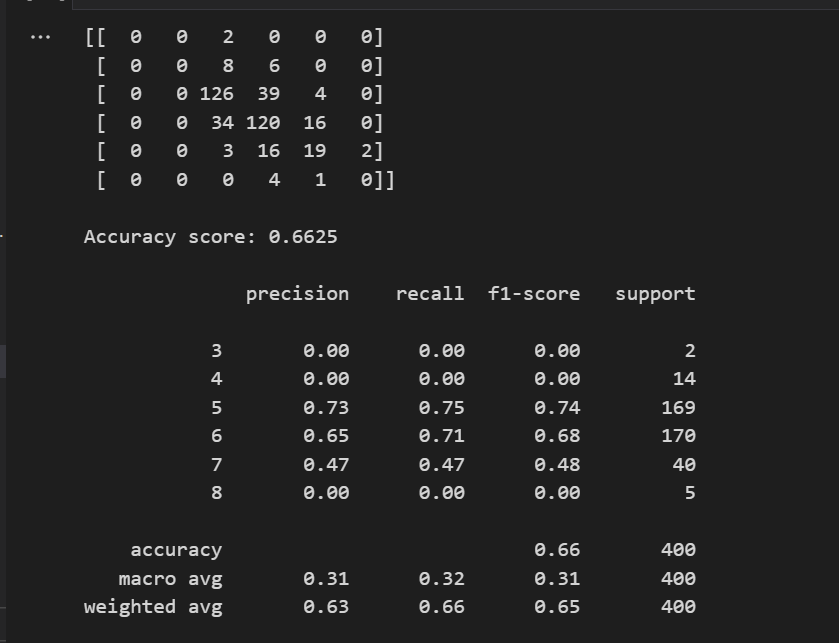 [[  0   0   2   0   0   0]
 [  0   0   8   6   0   0]
 [  0   0 126  39   4   0]
 [  0   0  34 120  16   0]
 [  0   0   3  16  19   2]
 [  0   0   0   4   1   0]]
Accuracy score: 0.6625
              precision    recall  f1-score   support
           3       0.00      0.00      0.00         2
           4       0.00      0.00      0.00        14
           5       0.73      0.75      0.74       169
           6       0.65      0.71      0.68       170
           7       0.47      0.47      0.48        40
           8       0.00      0.00      0.00         5
    accuracy                           0.66       400
   macro avg       0.31      0.32      0.31       400
weighted avg       0.63      0.66      0.65       400